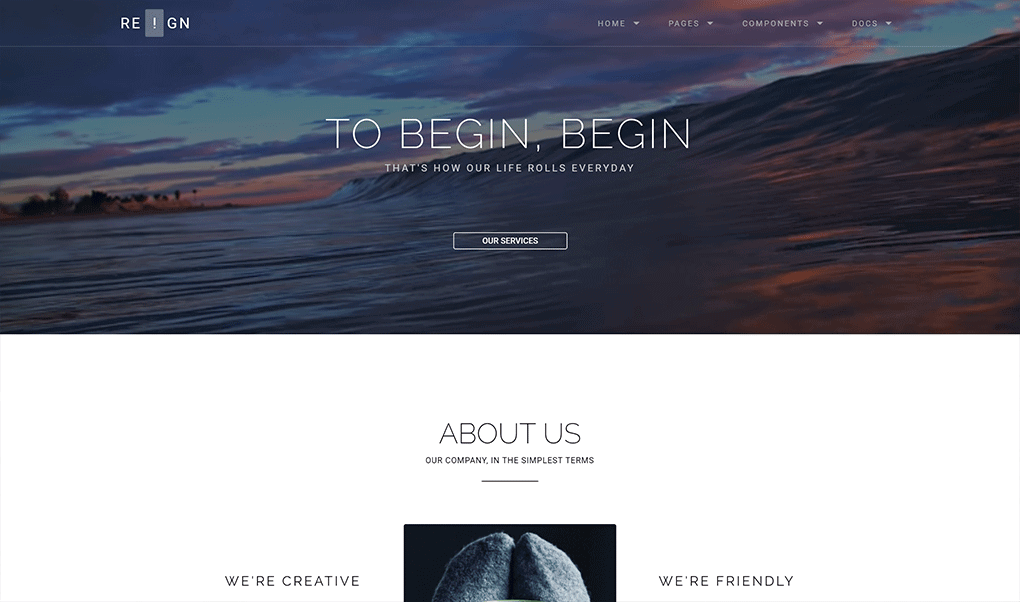 RE!GN
HOME PAGES COMPONENTS DOCS
TO BEGIN, BEGIN
THAT'S HOW OUR LIFE ROLLS EVERYDAY
OUR SERVICES
ABOUT US
OUR COMPANY, IN THE SIMPLEST TERMS
WE'RE CREATIVE
WE'RE FRIENDLY